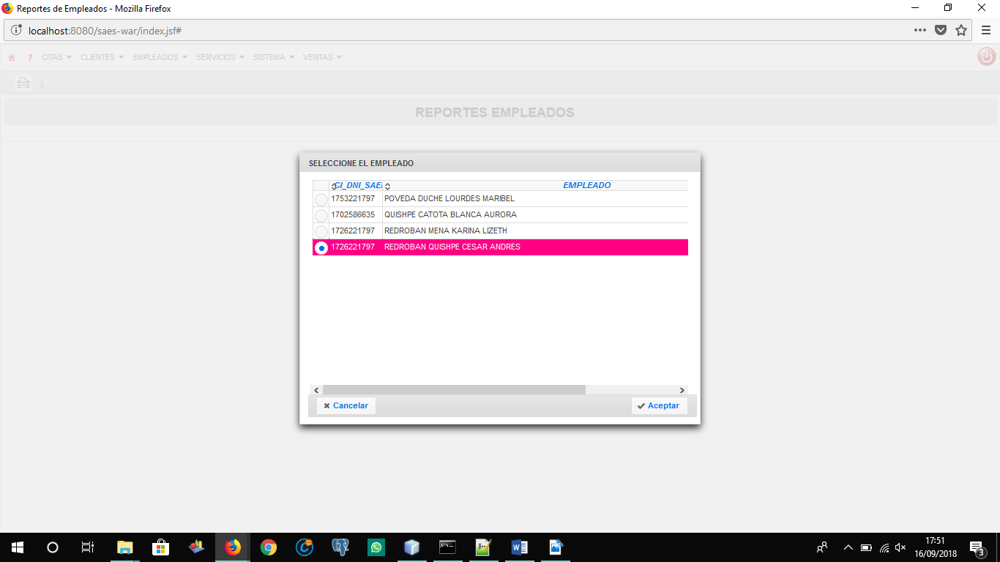 Reportes de Empleados - Mozilla Firefox
localhost:8080/saes-war/index.jsf#
? CITAS CLIENTES EMPLEADOS SERVICIOS SISTEMA VENTAS
REPORTES EMPLEADOS
SELECCIONE EL EMPLEADO
CI_DNI_SAE EMPLEADO
1753221797 POVEDA DUCHE LOURDES MARIBEL
1702586635 QUISHPE CATOTA BLANCA AURORA
1726221797 REDROBAN MENA KARINA LIZETH
1726221797 REDROBAN QUISHPE CESAR ANDRES
Cancelar Aceptar
17:51
16/09/2018 3